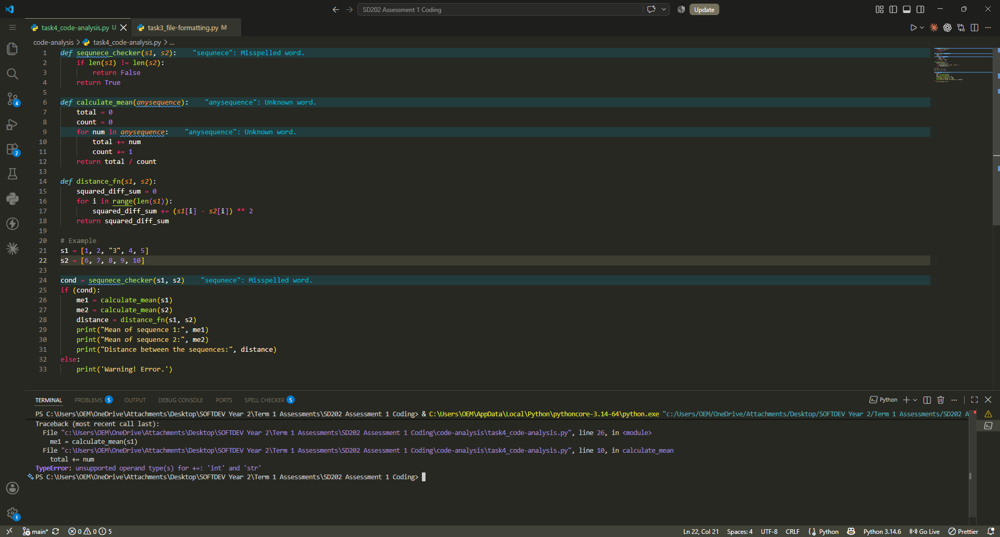 SD202 Assessment 1 Coding
Update
task4_code-analysis.py U
task3_file-formatting.py M
code-analysis > task4_code-analysis.py > ...
1 def sequnece_checker(s1, s2): "sequnece": Misspelled word.
2 if len(s1) != len(s2):
3 return False
4 return True
5
6 def calculate_mean(anysequence): "anysequence": Unknown word.
7 total = 0
8 count = 0
9 for num in anysequence: "anysequence": Unknown word.
10 total += num
11 count += 1
12 return total / count
13
14 def distance_fn(s1, s2):
15 squared_diff_sum = 0
16 for i in range(len(s1)):
17 squared_diff_sum += (s1[i] - s2[i]) ** 2
18 return squared_diff_sum
19
20 # Example
21 s1 = [1, 2, "3", 4, 5]
22 s2 = [6, 7, 8, 9, 10]
23
24 cond = sequnece_checker(s1, s2) "sequnece": Misspelled word.
25 if (cond):
26 me1 = calculate_mean(s1)
27 me2 = calculate_mean(s2)
28 distance = distance_fn(s1, s2)
29 print("Mean of sequence 1:", me1)
30 print("Mean of sequence 2:", me2)
31 print("Distance between the sequences:", distance)
32 else:
33 print('Warning! Error.')
4
2
1
TERMINAL PROBLEMS 5 OUTPUT DEBUG CONSOLE PORTS SPELL CHECKER 5
Python
PS C:\Users\OEM\OneDrive\Attachments\Desktop\SOFTDEV Year 2\Term 1 Assessments\SD202 Assessment 1 Coding> & C:\Users\OEM\AppData\Local\Python\pythoncore-3.14-64\python.exe "c:/Users/OEM/OneDrive/Attachments/Desktop/SOFTDEV Year 2/Term 1 Assessments/SD202 A
Traceback (most recent call last):
File "c:\Users\OEM\OneDrive\Attachments\Desktop\SOFTDEV Year 2\Term 1 Assessments\SD202 Assessment 1 Coding\code-analysis\task4_code-analysis.py", line 26, in <module>
me1 = calculate_mean(s1)
File "c:\Users\OEM\OneDrive\Attachments\Desktop\SOFTDEV Year 2\Term 1 Assessments\SD202 Assessment 1 Coding\code-analysis\task4_code-analysis.py", line 10, in calculate_mean
total += num
TypeError: unsupported operand type(s) for +=: 'int' and 'str'
PS C:\Users\OEM\OneDrive\Attachments\Desktop\SOFTDEV Year 2\Term 1 Assessments\SD202 Assessment 1 Coding>
main* 0 0 5 Ln 22, Col 21 Spaces: 4 UTF-8 CRLF {} Python Python 3.14.6 Go Live Prettier